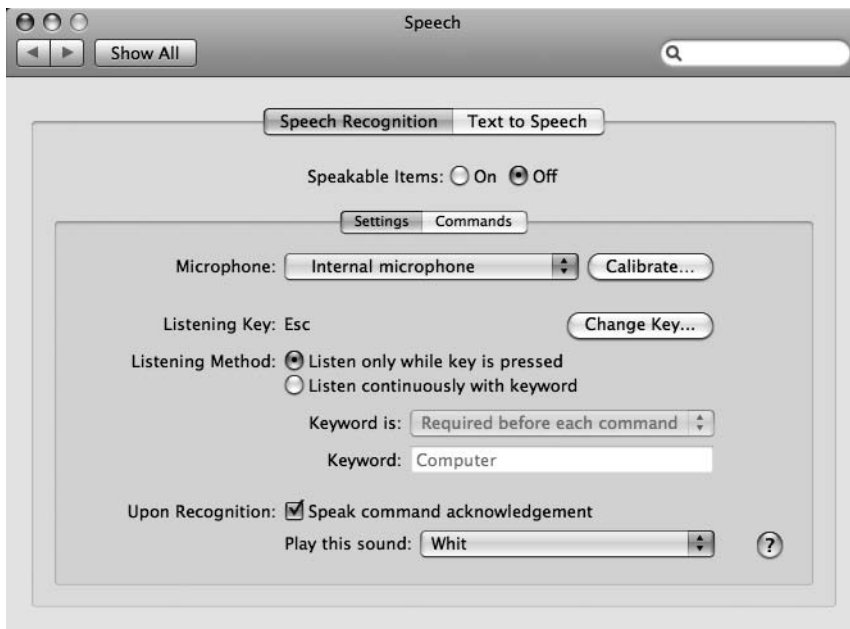 Speech
Show All
Speech Recognition Text to Speech
Speakable Items: On Off
Settings Commands
Microphone: Internal microphone Calibrate...
Listening Key: Esc Change Key...
Listening Method: Listen only while key is pressed
Listen continuously with keyword
Keyword is: Required before each command
Keyword: Computer
Upon Recognition: Speak command acknowledgement
Play this sound: Whit ?